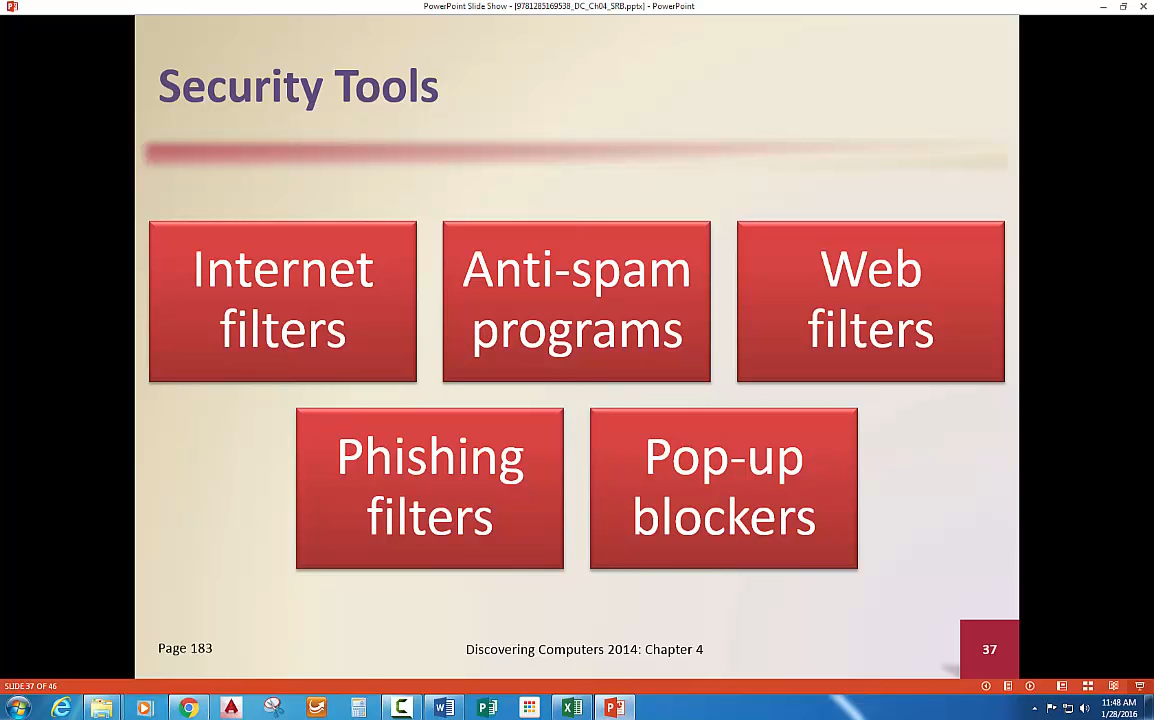 PowerPoint Slide Show - [9781285169538_DC_Ch04_SRB.pptx] - PowerPoint
Security Tools
Internet
filters
Anti-spam
programs
Web
filters
Phishing
filters
Pop-up
blockers
Page 183
Discovering Computers 2014: Chapter 4
37
SLIDE 37 OF 46
11:48 AM
1/28/2016